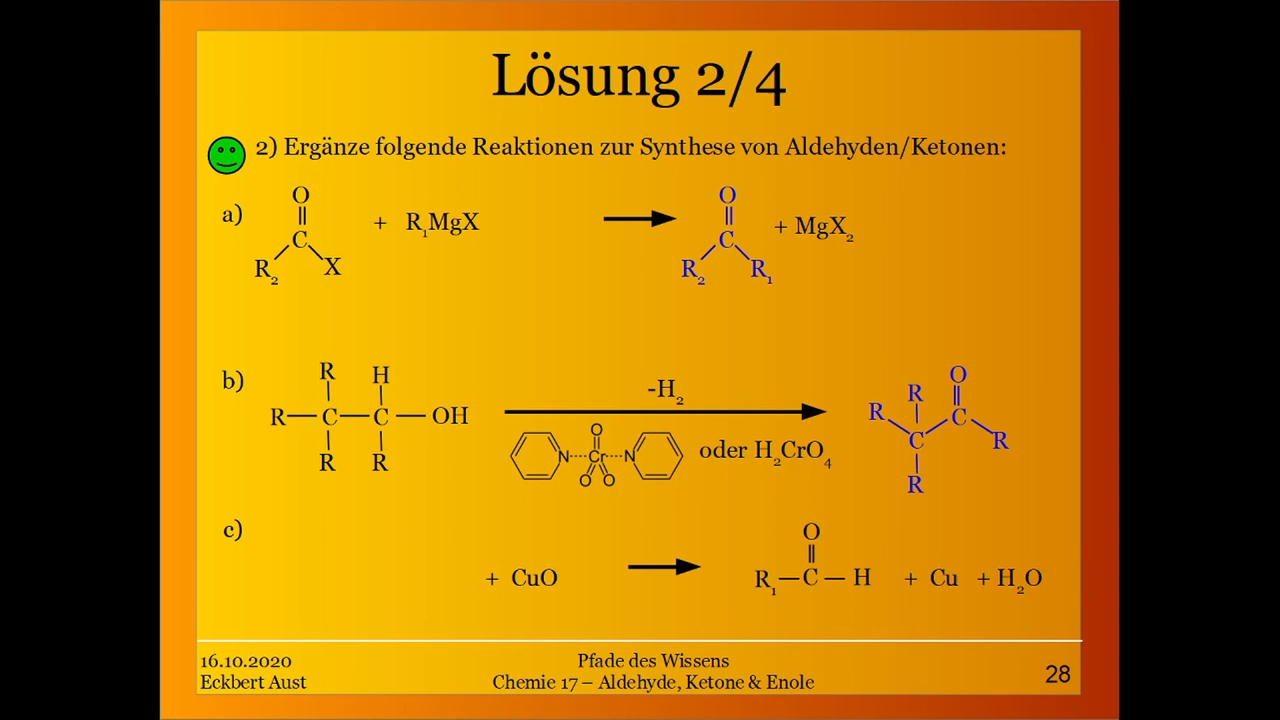 Lösung 2/4
2) Ergänze folgende Reaktionen zur Synthese von Aldehyden/Ketonen:
a)
O
C
R₂ X
+ R₁MgX
O
C
R₂ R₁
+ MgX₂
b)
R H
R C C OH
R R
-H₂
O
N Cr N
O O
oder H₂CrO₄
O
R R C
C R
R
c)
+ CuO
O
R₁ C H + Cu + H₂O
16.10.2020
Eckbert Aust
Pfade des Wissens
Chemie 17 – Aldehyde, Ketone & Enole
28